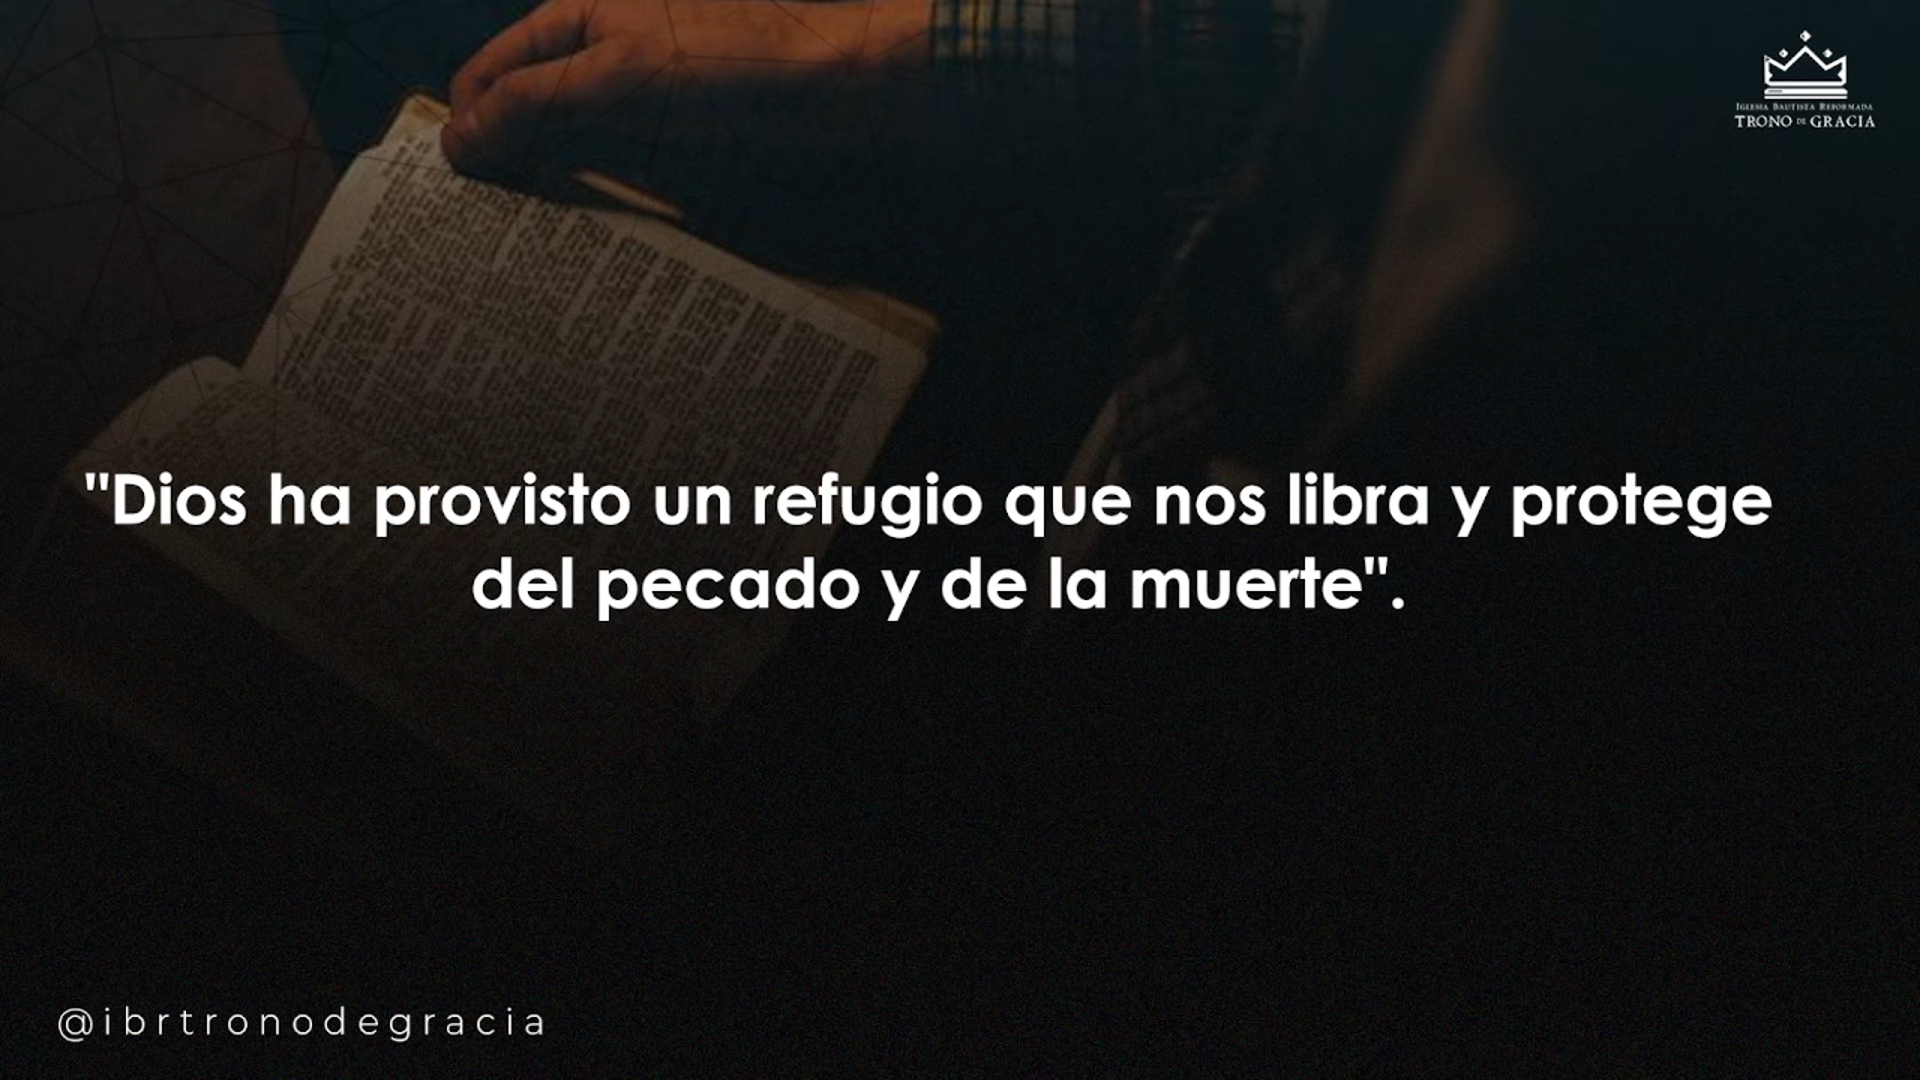 IGLESIA BAUTISTA REFORMADA
TRONO DE GRACIA
"Dios ha provisto un refugio que nos libra y protege
del pecado y de la muerte".
@ibrtronodegracia